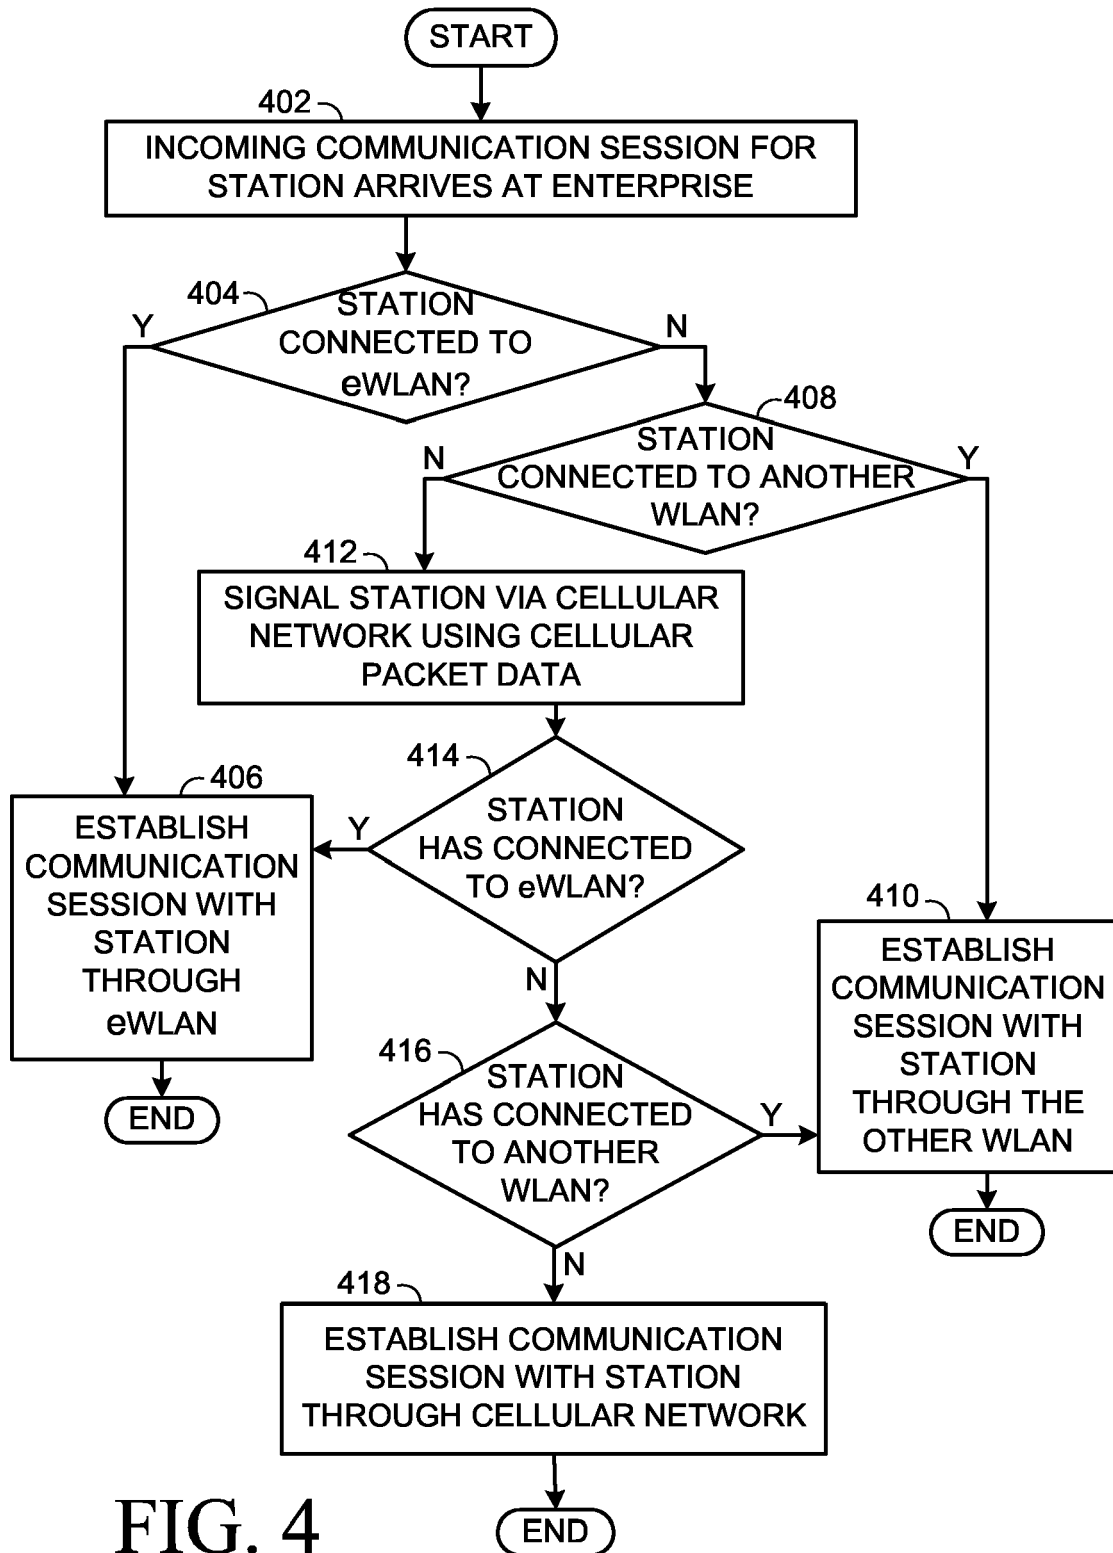 START
402
INCOMING COMMUNICATION SESSION FOR
STATION ARRIVES AT ENTERPRISE
404
STATION
CONNECTED TO
eWLAN?
Y
N
408
STATION
CONNECTED TO ANOTHER
WLAN?
N
Y
412
SIGNAL STATION VIA CELLULAR
NETWORK USING CELLULAR
PACKET DATA
414
STATION
HAS CONNECTED
TO eWLAN?
Y
N
406
ESTABLISH
COMMUNICATION
SESSION WITH
STATION
THROUGH
eWLAN
END
410
ESTABLISH
COMMUNICATION
SESSION WITH
STATION
THROUGH THE
OTHER WLAN
END
416
STATION
HAS CONNECTED
TO ANOTHER
WLAN?
Y
N
418
ESTABLISH COMMUNICATION
SESSION WITH STATION
THROUGH CELLULAR NETWORK
END
FIG. 4